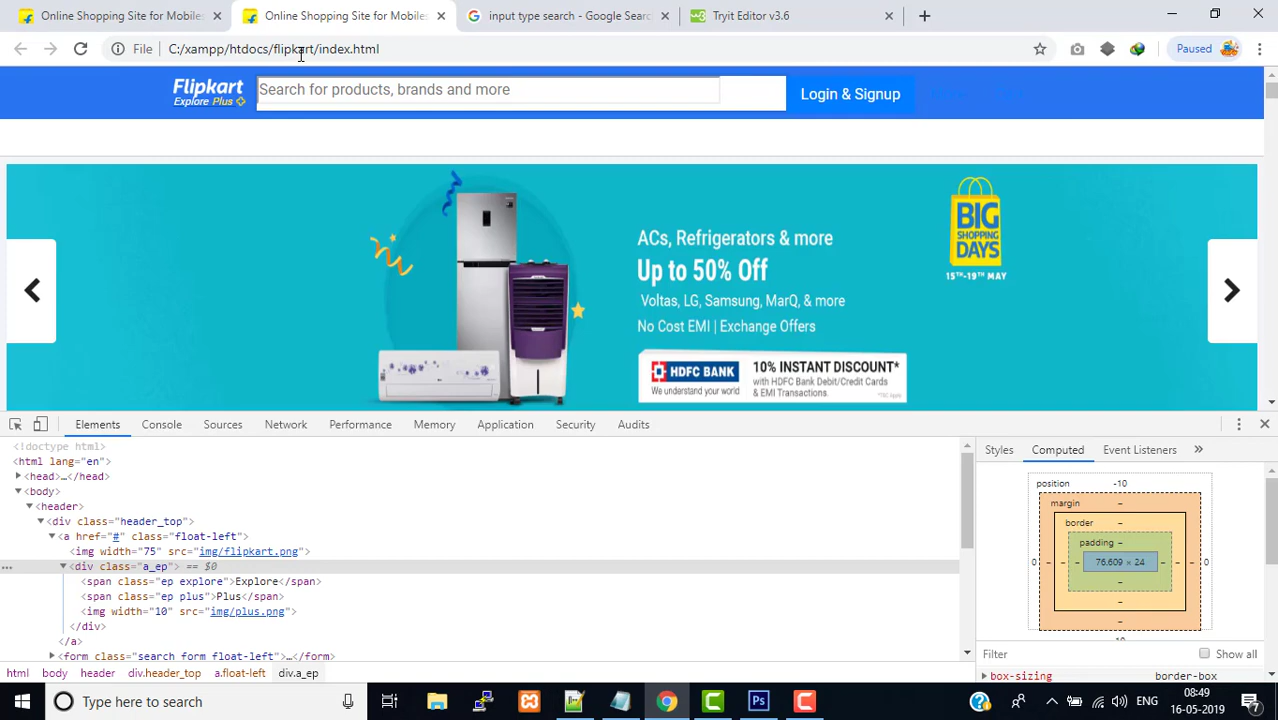 Online Shopping Site for Mobiles
Online Shopping Site for Mobiles
input type search - Google Search
Tryit Editor v3.6
File
C:/xampp/htdocs/flipkart/index.html
Paused
Flipkart
Explore Plus
Search for products, brands and more
Login & Signup
ACs, Refrigerators & more
Up to 50% Off
Voltas, LG, Samsung, MarQ, & more
No Cost EMI | Exchange Offers
BIG
SHOPPING
DAYS
15TH-19TH MAY
HDFC BANK
We understand your world
10% INSTANT DISCOUNT*
with HDFC Bank Debit/Credit Cards
& EMI Transactions.
Elements
Console
Sources
Network
Performance
Memory
Application
Security
Audits
<!doctype html>
<html lang="en">
<head>…</head>
<body>
<header>
<div class="header_top">
<a href="#" class="float-left">
<img width="75" src="img/flipkart.png">
<div class="a_ep"> == $0
<span class="ep explore">Explore</span>
<span class="ep plus">Plus</span>
<img width="10" src="img/plus.png">
</div>
</a>
<form class="search form float-left">…</form>
html body header div.header_top a.float-left div.a_ep
Styles
Computed
Event Listeners
position -10
margin –
border –
padding –
0 – – – 76.609 × 24 – – – 0
–
–
–
-10
Filter
Show all
box-sizing border-box
Type here to search
ENG
08:49
16-05-2019
7